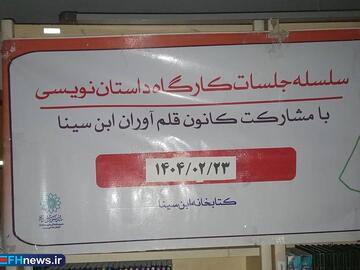 سلسله جلسات کارگاه داستان نویسی
با مشارکت کانون قلم آوران ابن سینا
۱۴۰۴/۰۲/۲۳
کتابخانه ابن سینا
FHnews.ir